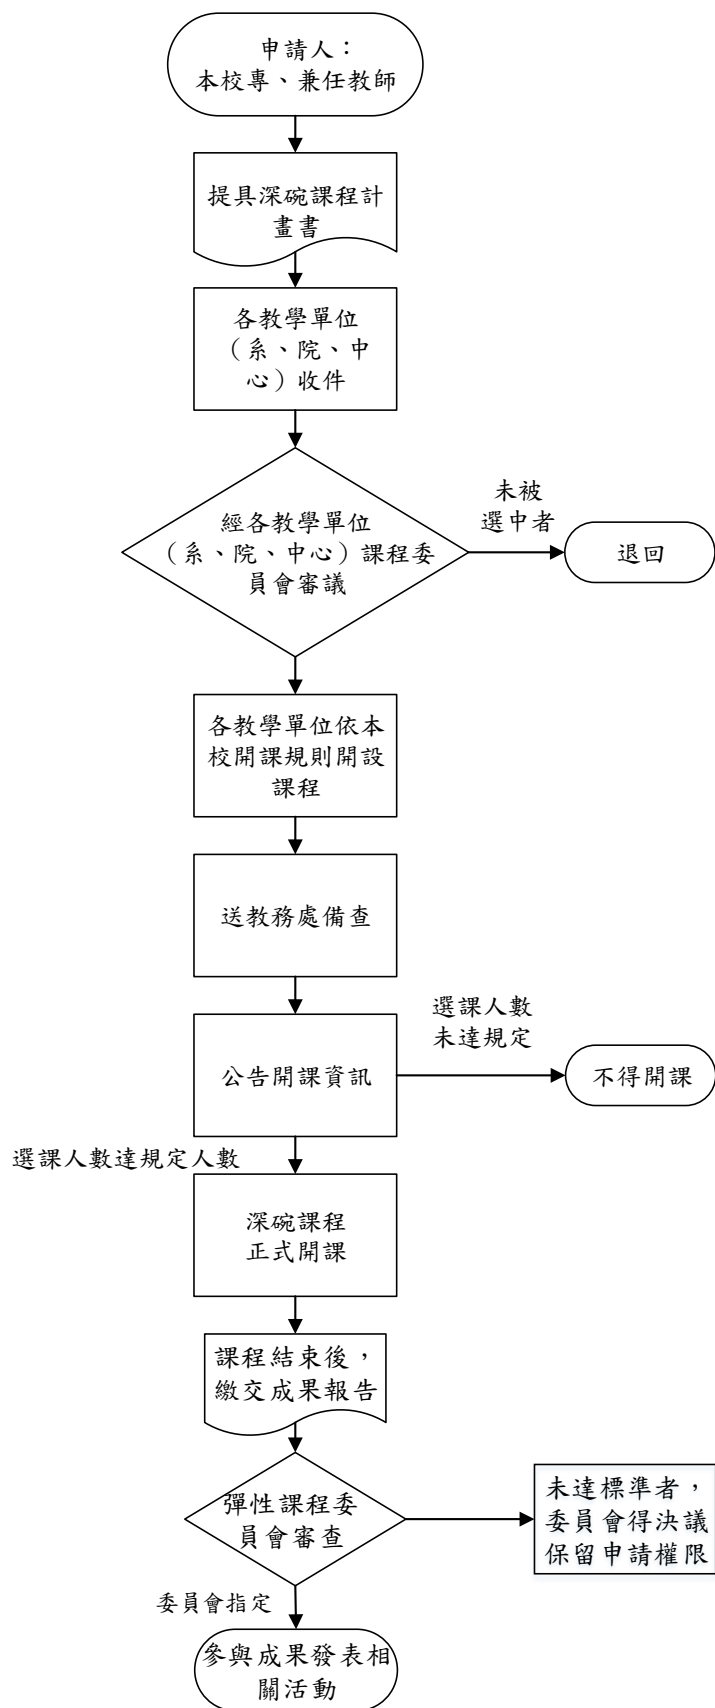 申請人：
本校專、兼任教師
提具深碗課程計
畫書
各教學單位
（系、院、中
心）收件
經各教學單位
（系、院、中心）課程委
員會審議
未被
選中者
退回
各教學單位依本
校開課規則開設
課程
送教務處備查
公告開課資訊
選課人數
未達規定
不得開課
選課人數達規定人數
深碗課程
正式開課
課程結束後，
繳交成果報告
彈性課程委
員會審查
未達標準者，
委員會得決議
保留申請權限
委員會指定
參與成果發表相
關活動